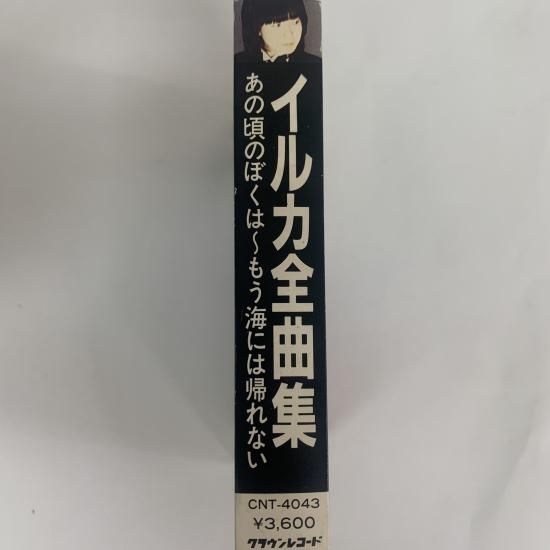 イルカ全曲集
あの頃のぼくは〜もう海には帰れない
CNT-4043
¥3,600
クラウンレコード